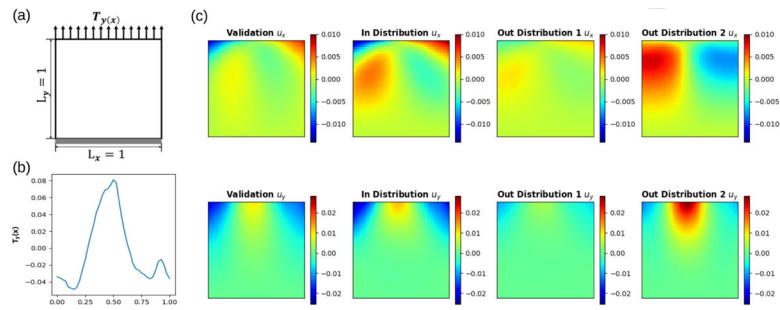 (a)
T_y(x)
L_y = 1
L_x = 1
(b)
0.08
0.06
0.04
0.02
0.00
−0.02
−0.04
T_y(x)
0.00 0.25 0.50 0.75 1.00
(c)
Validation u_x
0.010
0.005
0.000
−0.005
−0.010
In Distribution u_x
0.010
0.005
0.000
−0.005
−0.010
Out Distribution 1 u_x
0.010
0.005
0.000
−0.005
−0.010
Out Distribution 2 u_x
0.010
0.005
0.000
−0.005
−0.010
Validation u_y
0.02
0.01
0.00
−0.01
−0.02
In Distribution u_y
0.02
0.01
0.00
−0.01
−0.02
Out Distribution 1 u_y
0.02
0.01
0.00
−0.01
−0.02
Out Distribution 2 u_y
0.02
0.01
0.00
−0.01
−0.02